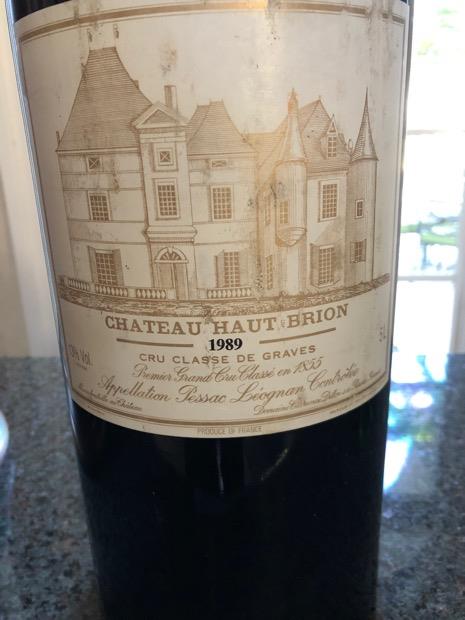 CHATEAU HAUT BRION
1989
CRU CLASSE DE GRAVES
Premier Grand Cru Classé en 1855
Appellation Pessac Léognan Contrôlée
Vol
PRODUCE OF FRANCE